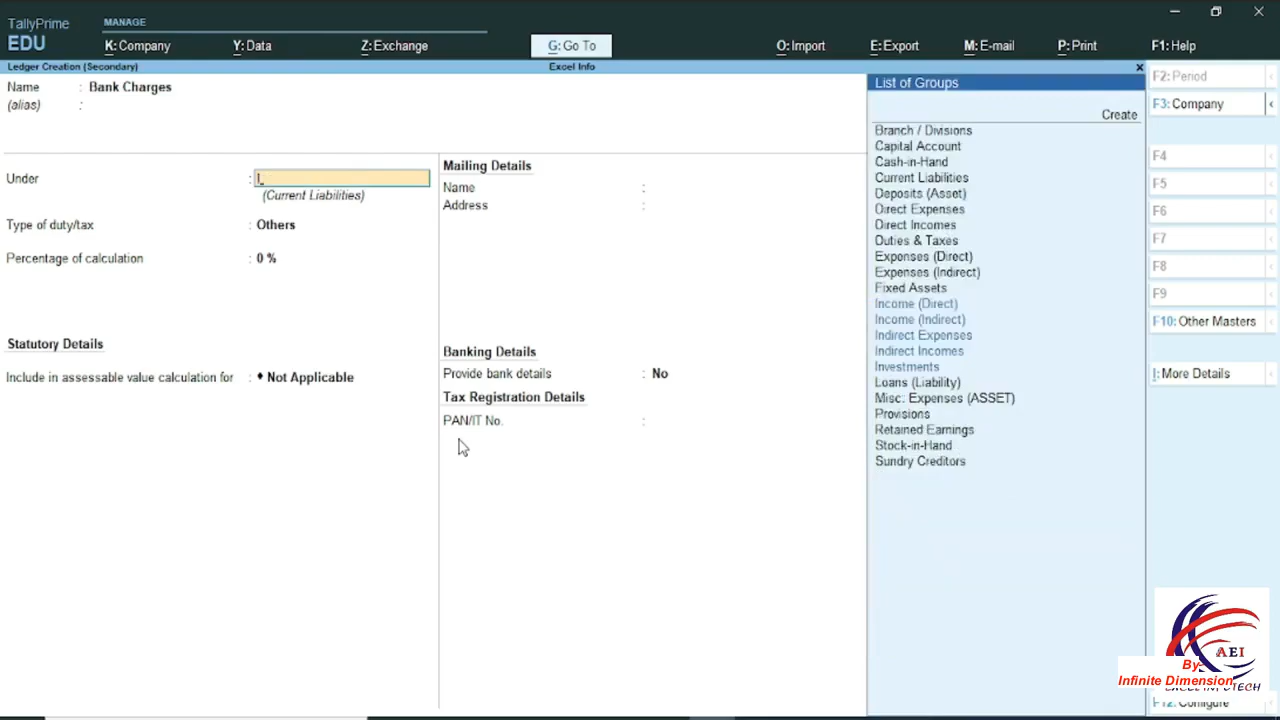 TallyPrime
EDU
MANAGE
K: Company
Y: Data
Z: Exchange
G: Go To
O: Import
E: Export
M: E-mail
P: Print
F1: Help
Ledger Creation (Secondary)
Excel Info
Name : Bank Charges
(alias) :
Under : I
(Current Liabilities)
Type of duty/tax : Others
Percentage of calculation : 0 %
Statutory Details
Include in assessable value calculation for : ♦ Not Applicable
Mailing Details
Name :
Address :
Banking Details
Provide bank details : No
Tax Registration Details
PAN/IT No. :
List of Groups
Create
Branch / Divisions
Capital Account
Cash-in-Hand
Current Liabilities
Deposits (Asset)
Direct Expenses
Direct Incomes
Duties & Taxes
Expenses (Direct)
Expenses (Indirect)
Fixed Assets
Income (Direct)
Income (Indirect)
Indirect Expenses
Indirect Incomes
Investments
Loans (Liability)
Misc. Expenses (ASSET)
Provisions
Retained Earnings
Stock-in-Hand
Sundry Creditors
F2: Period
F3: Company
F4
F5
F6
F7
F8
F9
F10: Other Masters
I: More Details
AEI
By-
Infinite Dimension
EXCEL INFOTECH
F12: Configure